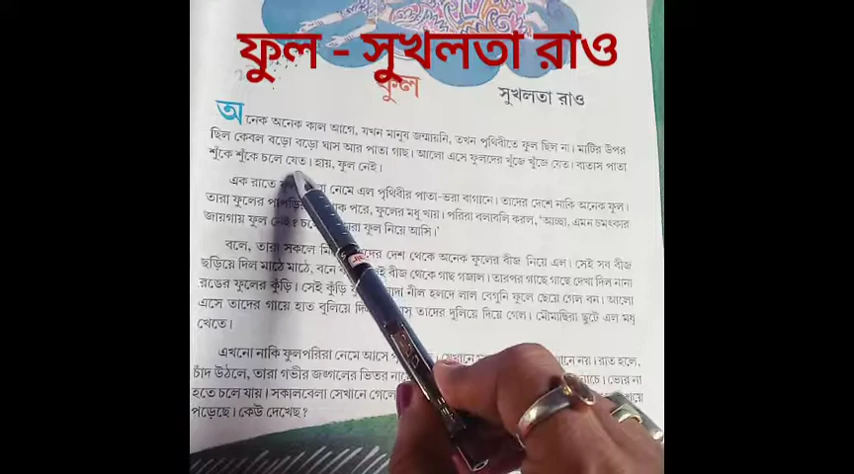 ফুল - সুখলতা রাও
ফুল
সুখলতা রাও
অনেক অনেক কাল আগে, যখন মানুষ জন্মায়নি, তখন পৃথিবীতে ফুল ছিল না। মাটির উপর
ছিল কেবল বড়ো বড়ো ঘাস আর পাতা গাছ। আলো এসে ফুলদের খুঁজে খুঁজে যেত। বাতাস পাতা
শুঁকে শুঁকে চলে যেত। হায়, ফুল নেই।
এক রাতে নেমে এল পৃথিবীর পাতা-ভরা বাগানে। তাদের দেশে নাকি অনেক ফুল।
তারা ফুলের পরে, ফুলের মধু খায়। পরিরা বলাবলি করল, ‘আচ্ছা, এমন চমৎকার
জায়গায় ফুল নেই? ফুল নিয়ে আসি।’
বলে, তারা সকলে দেশ থেকে অনেক ফুলের বীজ নিয়ে এল। সেই সব বীজ
ছড়িয়ে দিল মাঠে মাঠে, বনে বীজ থেকে গাছ গজাল। তারপর গাছে গাছে দেখা দিল নানা
রঙের ফুলের কুঁড়ি। সেই কুঁড়ি নীল হলদে লাল বেগুনি ফুলে ছেয়ে গেল বন। আলো
এসে তাদের গায়ে হাত বুলিয়ে তাদের দুলিয়ে দিয়ে গেল। মৌমাছিরা ছুটে এল মধু
খেতে।
এখনো নাকি ফুলপরিরা নেমে আসে নয়। রাত হলে,
চাঁদ উঠলে, তারা গভীর জঙ্গলের ভিতর নাচে। ভোর না
হতে চলে যায়। সকালবেলা সেখানে গেলে
পড়েছে। কেউ দেখেছ?